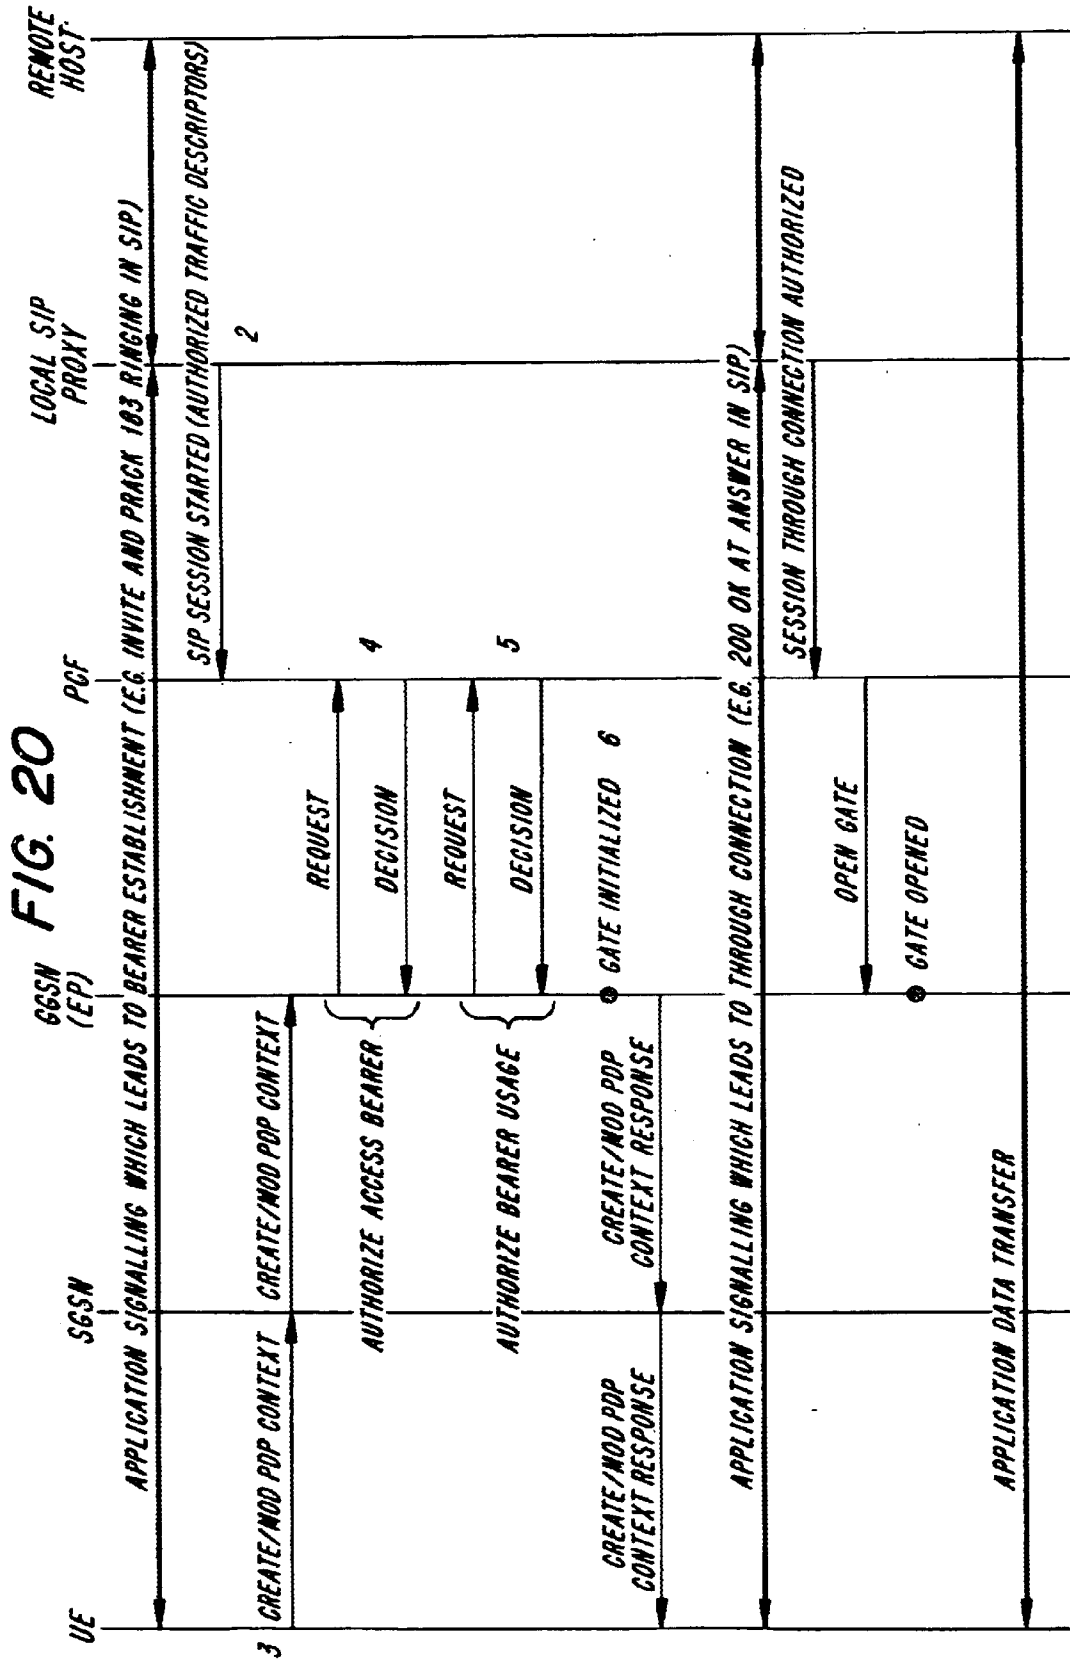 FIG. 20
UE
SGSN
GGSN
(EP)
PCF
LOCAL SIP
PROXY
REMOTE
HOST
APPLICATION SIGNALLING WHICH LEADS TO BEARER ESTABLISHMENT (E.G. INVITE AND PRACK 183 RINGING IN SIP)
SIP SESSION STARTED (AUTHORIZED TRAFFIC DESCRIPTORS)
2
3
CREATE/MOD PDP CONTEXT
CREATE/MOD PDP CONTEXT
REQUEST
4
AUTHORIZE ACCESS BEARER
DECISION
REQUEST
5
AUTHORIZE BEARER USAGE
DECISION
GATE INITIALIZED 6
CREATE/MOD PDP
CONTEXT RESPONSE
CREATE/MOD PDP
CONTEXT RESPONSE
APPLICATION SIGNALLING WHICH LEADS TO THROUGH CONNECTION (E.G. 200 OK AT ANSWER IN SIP)
SESSION THROUGH CONNECTION AUTHORIZED
OPEN GATE
GATE OPENED
APPLICATION DATA TRANSFER